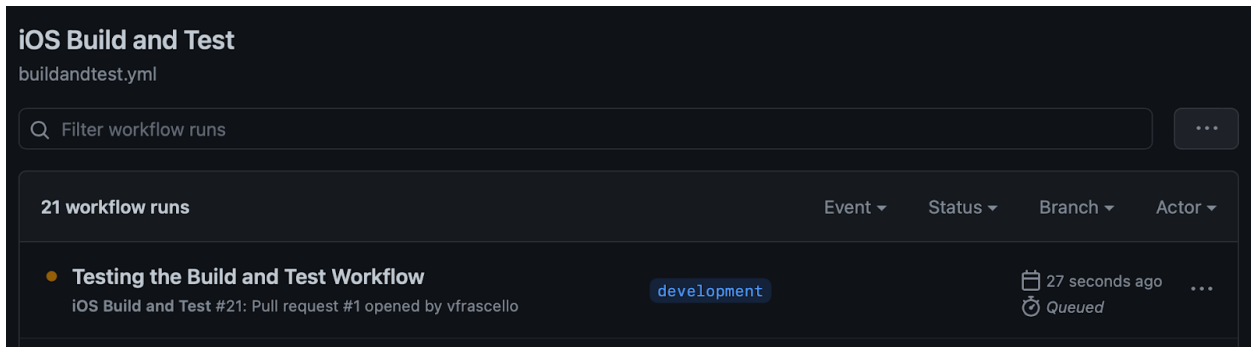 iOS Build and Test
buildandtest.yml
Filter workflow runs
21 workflow runs Event Status Branch Actor
Testing the Build and Test Workflow
iOS Build and Test #21: Pull request #1 opened by vfrascello
development
27 seconds ago
Queued